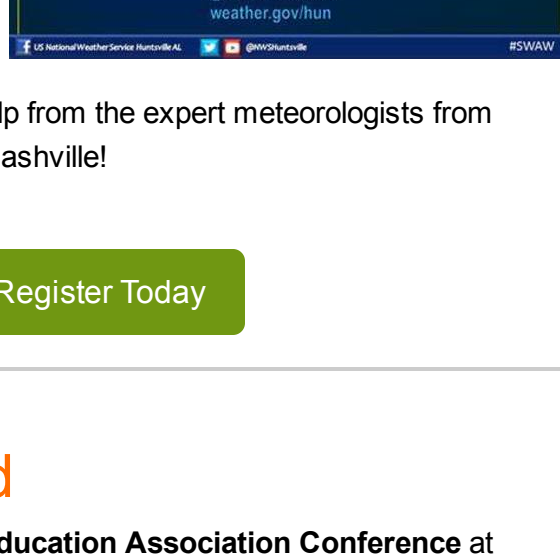 weather.gov/hun
US National Weather Service Huntsville AL @NWSHuntsville #SWAW
lp from the expert meteorologists from
ashville!
Register Today
d
ducation Association Conference at